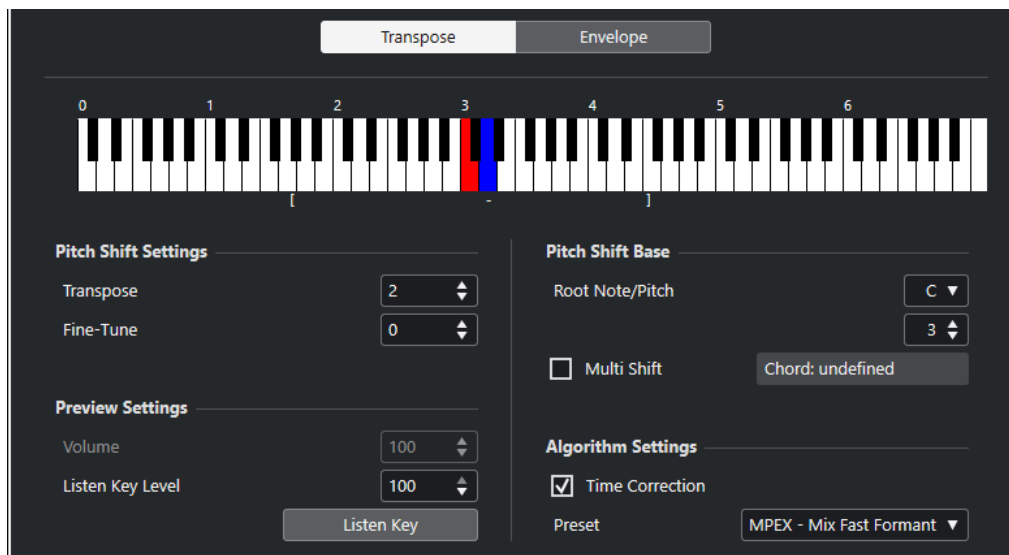 Transpose Envelope
0 1 2 3 4 5 6
[ - ]
Pitch Shift Settings
Transpose 2
Fine-Tune 0
Preview Settings
Volume 100
Listen Key Level 100
Listen Key
Pitch Shift Base
Root Note/Pitch C
3
Multi Shift Chord: undefined
Algorithm Settings
Time Correction
Preset MPEX - Mix Fast Formant